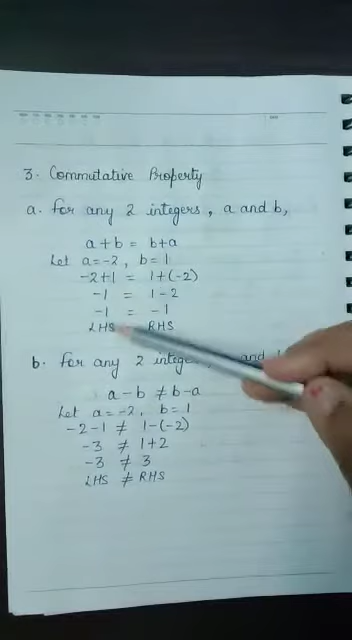 3. Commutative Property
a. For any 2 integers, a and b,
a+b = b+a
Let a=-2, b=1
-2+1 = 1+(-2)
-1 = 1-2
-1 = -1
LHS RHS
b. For any 2 and
a-b ≠ b-a
Let a=-2, b=1
-2-1 ≠ 1-(-2)
-3 ≠ 1+2
-3 ≠ 3
LHS ≠ RHS